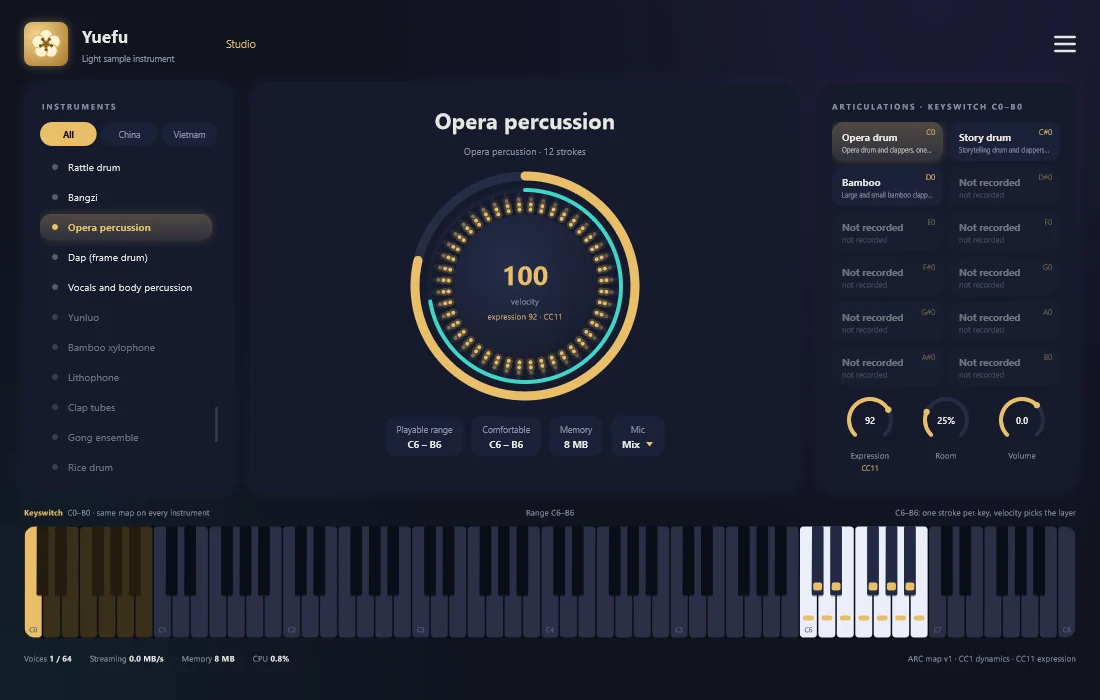 Yuefu
Light sample instrument
Studio
INSTRUMENTS
All
China
Vietnam
Rattle drum
Bangzi
Opera percussion
Dap (frame drum)
Vocals and body percussion
Yunluo
Bamboo xylophone
Lithophone
Clap tubes
Gong ensemble
Rice drum
Opera percussion
Opera percussion · 12 strokes
100
velocity
expression 92 · CC11
Playable range
C6 – B6
Comfortable
C6 – B6
Memory
8 MB
Mic
Mix
ARTICULATIONS · KEYSWITCH C0–B0
Opera drum C0
Opera drum and clappers, one...
Story drum C#0
Storytelling drum and clappers...
Bamboo D0
Large and small bamboo clapp...
Not recorded D#0
not recorded
Not recorded E0
not recorded
Not recorded F0
not recorded
Not recorded F#0
not recorded
Not recorded G0
not recorded
Not recorded G#0
not recorded
Not recorded A0
not recorded
Not recorded A#0
not recorded
Not recorded B0
not recorded
92
Expression
CC11
25%
Room
0.0
Volume
Keyswitch C0–B0 · same map on every instrument
Range C6–B6
C6–B6: one stroke per key, velocity picks the layer
C0 C1 C2 C3 C4 C5 C6 C7 C8
Voices 1 / 64 Streaming 0.0 MB/s Memory 8 MB CPU 0.8%
ARC map v1 · CC1 dynamics · CC11 expression